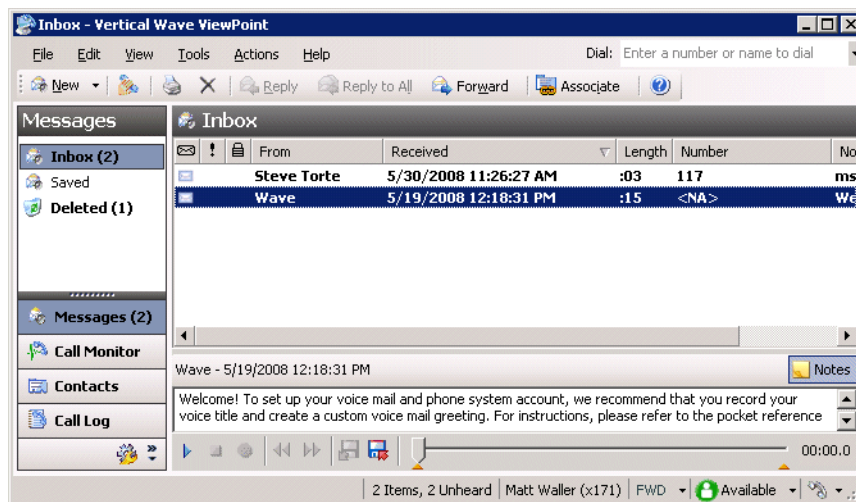 Inbox - Vertical Wave ViewPoint
File Edit View Tools Actions Help Dial: Enter a number or name to dial
New Reply Reply to All Forward Associate
Messages
Inbox (2)
Saved
Deleted (1)
Messages (2)
Call Monitor
Contacts
Call Log
Inbox
From Received Length Number No
Steve Torte 5/30/2008 11:26:27 AM :03 117 ms
Wave 5/19/2008 12:18:31 PM :15 <NA> We
Wave - 5/19/2008 12:18:31 PM Notes
Welcome! To set up your voice mail and phone system account, we recommend that you record your
voice title and create a custom voice mail greeting. For instructions, please refer to the pocket reference
00:00.0
2 Items, 2 Unheard Matt Waller (x171) FWD Available